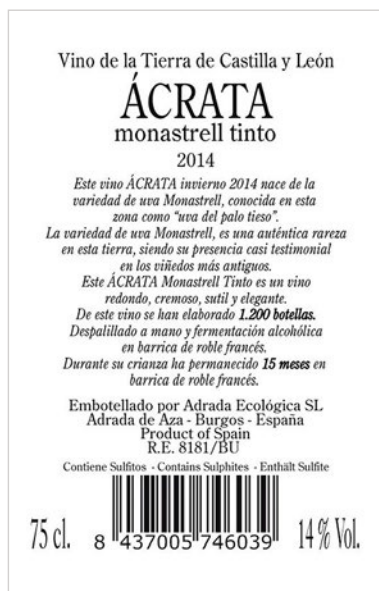 Vino de la Tierra de Castilla y León
ÁCRATA
monastrell tinto
2014
Este vino ÁCRATA invierno 2014 nace de la
variedad de uva Monastrell, conocida en esta
zona como "uva del palo tieso".
La variedad de uva Monastrell, es una auténtica rareza
en esta tierra, siendo su presencia casi testimonial
en los viñedos más antiguos.
Este ÁCRATA Monastrell Tinto es un vino
redondo, cremoso, sutil y elegante.
De este vino se han elaborado 1.200 botellas.
Despalillado a mano y fermentación alcohólica
en barrica de roble francés.
Durante su crianza ha permanecido 15 meses en
barrica de roble francés.
Embotellado por Adrada Ecológica SL
Adrada de Aza - Burgos - España
Product of Spain
R.E. 8181/BU
Contiene Sulfitos - Contains Sulphites - Enthält Sulfite
75 cl. 8 437005 746039 14 % Vol.